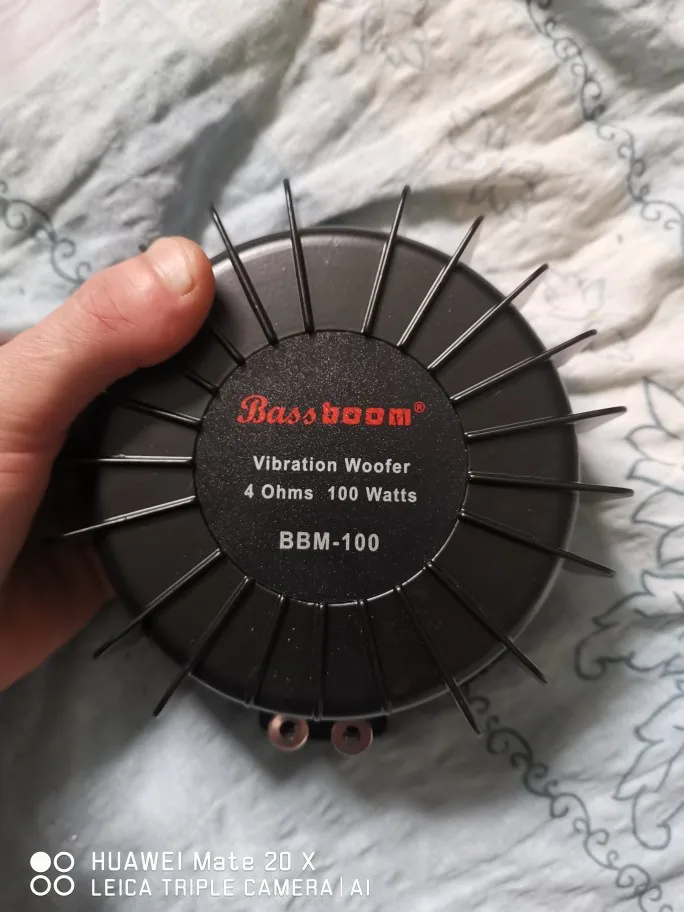 Bassboom®
Vibration Woofer
4 Ohms 100 Watts
BBM-100
HUAWEI Mate 20 X
LEICA TRIPLE CAMERA | AI